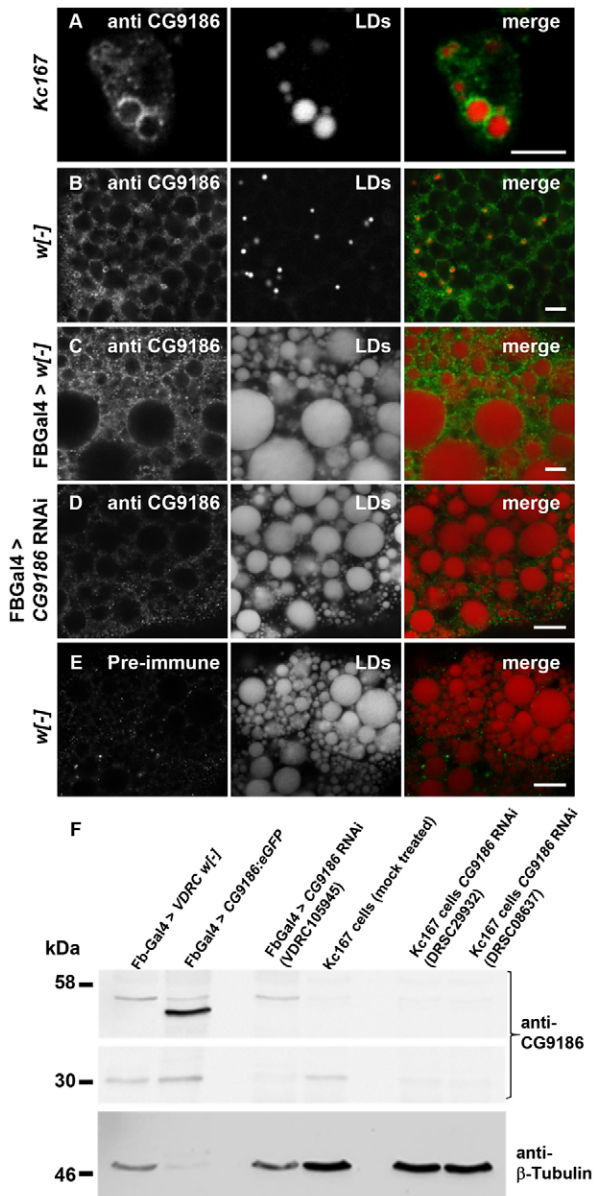 A anti CG9186 LDs merge
Kc167
B anti CG9186 LDs merge
w[-]
C anti CG9186 LDs merge
FBGal4 > w[-]
D anti CG9186 LDs merge
FBGal4 >
CG9186 RNAi
E Pre-immune LDs merge
w[-]
F
Fb-Gal4 > VDRC w[-]
FbGal4 > CG9186:eGFP
FbGal4 > CG9186 RNAi
(VDRC105945)
Kc167 cells (mock treated)
Kc167 cells CG9186 RNAi
(DRSC29932)
Kc167 cells CG9186 RNAi
(DRSC08637)
kDa
58
30
anti-
CG9186
46
anti-
β-Tubulin